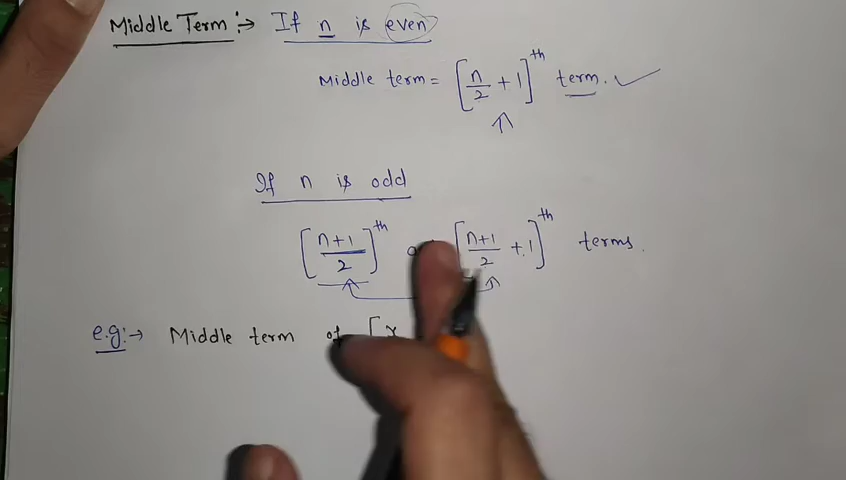 Middle Term :→ If n is even
Middle term = [n/2 + 1]th term.
If n is odd
[(n+1)/2]th [(n+1)/2 + 1]th terms.
e.g:→ Middle term of [x